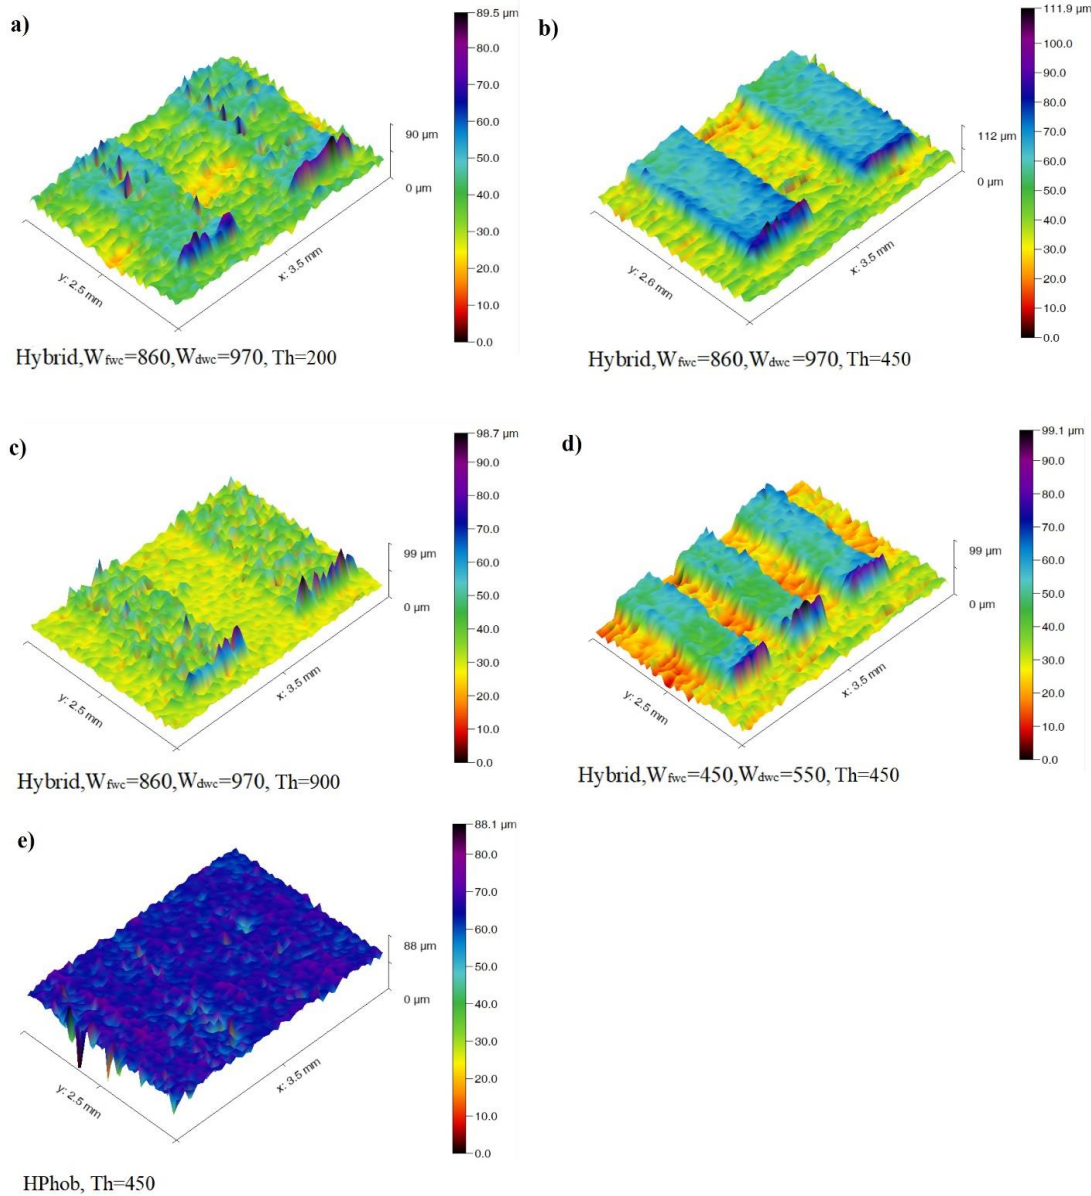 a)
89.5 µm
80.0
70.0
60.0
50.0
40.0
30.0
20.0
10.0
0.0
90 µm
0 µm
y: 2.5 mm
x: 3.5 mm
Hybrid,Wfwc=860,Wdwc=970, Th=200
b)
111.9 µm
100.0
90.0
80.0
70.0
60.0
50.0
40.0
30.0
20.0
10.0
0.0
112 µm
0 µm
y: 2.6 mm
x: 3.5 mm
Hybrid,Wfwc=860,Wdwc=970, Th=450
c)
98.7 µm
90.0
80.0
70.0
60.0
50.0
40.0
30.0
20.0
10.0
0.0
99 µm
0 µm
y: 2.5 mm
x: 3.5 mm
Hybrid,Wfwc=860,Wdwc=970, Th=900
d)
99.1 µm
90.0
80.0
70.0
60.0
50.0
40.0
30.0
20.0
10.0
0.0
99 µm
0 µm
y: 2.5 mm
x: 3.5 mm
Hybrid,Wfwc=450,Wdwc=550, Th=450
e)
88.1 µm
80.0
70.0
60.0
50.0
40.0
30.0
20.0
10.0
0.0
88 µm
0 µm
y: 2.5 mm
x: 3.5 mm
HPhob, Th=450